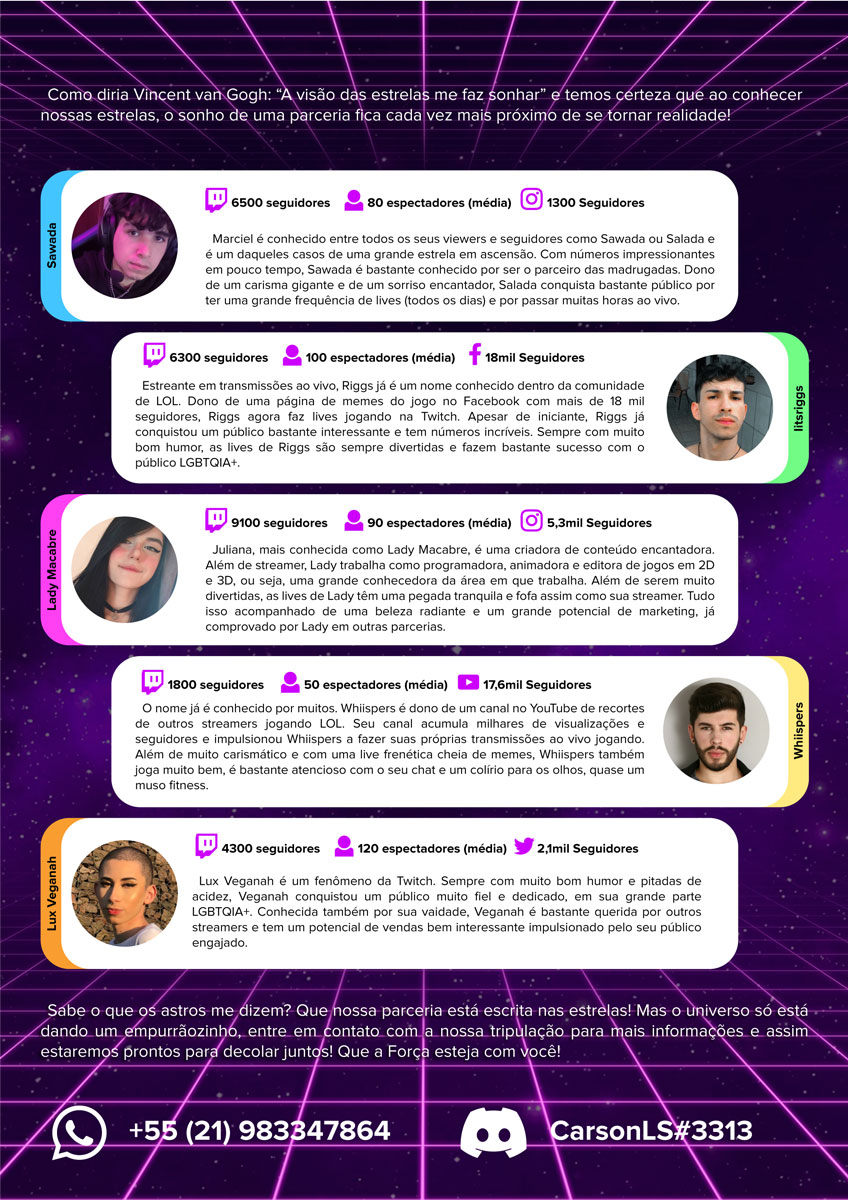 Como diria Vincent van Gogh: “A visão das estrelas me faz sonhar” e temos certeza que ao conhecer
nossas estrelas, o sonho de uma parceria fica cada vez mais próximo de se tornar realidade!
Sawada
6500 seguidores 80 espectadores (média) 1300 Seguidores
Marciel é conhecido entre todos os seus viewers e seguidores como Sawada ou Salada e
é um daqueles casos de uma grande estrela em ascensão. Com números impressionantes
em pouco tempo, Sawada é bastante conhecido por ser o parceiro das madrugadas. Dono
de um carisma gigante e de um sorriso encantador, Salada conquista bastante público por
ter uma grande frequência de lives (todos os dias) e por passar muitas horas ao vivo.
6300 seguidores 100 espectadores (média) 18mil Seguidores
Estreante em transmissões ao vivo, Riggs já é um nome conhecido dentro da comunidade
de LOL. Dono de uma página de memes do jogo no Facebook com mais de 18 mil
seguidores, Riggs agora faz lives jogando na Twitch. Apesar de iniciante, Riggs já
conquistou um público bastante interessante e tem números incríveis. Sempre com muito
bom humor, as lives de Riggs são sempre divertidas e fazem bastante sucesso com o
público LGBTQIA+.
Iitsriggs
Lady Macabre
9100 seguidores 90 espectadores (média) 5,3mil Seguidores
Juliana, mais conhecida como Lady Macabre, é uma criadora de conteúdo encantadora.
Além de streamer, Lady trabalha como programadora, animadora e editora de jogos em 2D
e 3D, ou seja, uma grande conhecedora da área em que trabalha. Além de serem muito
divertidas, as lives de Lady têm uma pegada tranquila e fofa assim como sua streamer. Tudo
isso acompanhado de uma beleza radiante e um grande potencial de marketing, já
comprovado por Lady em outras parcerias.
1800 seguidores 50 espectadores (média) 17,6mil Seguidores
O nome já é conhecido por muitos. Whiispers é dono de um canal no YouTube de recortes
de outros streamers jogando LOL. Seu canal acumula milhares de visualizações e
seguidores e impulsionou Whiispers a fazer suas próprias transmissões ao vivo jogando.
Além de muito carismático e com uma live frenética cheia de memes, Whiispers também
joga muito bem, é bastante atencioso com o seu chat e um colírio para os olhos, quase um
muso fitness.
Whiispers
Lux Veganah
4300 seguidores 120 espectadores (média) 2,1mil Seguidores
Lux Veganah é um fenômeno da Twitch. Sempre com muito bom humor e pitadas de
acidez, Veganah conquistou um público muito fiel e dedicado, em sua grande parte
LGBTQIA+. Conhecida também por sua vaidade, Veganah é bastante querida por outros
streamers e tem um potencial de vendas bem interessante impulsionado pelo seu público
engajado.
Sabe o que os astros me dizem? Que nossa parceria está escrita nas estrelas! Mas o universo só está
dando um empurrãozinho, entre em contato com a nossa tripulação para mais informações e assim
estaremos prontos para decolar juntos! Que a Força esteja com você!
+55 (21) 983347864 CarsonLS#3313